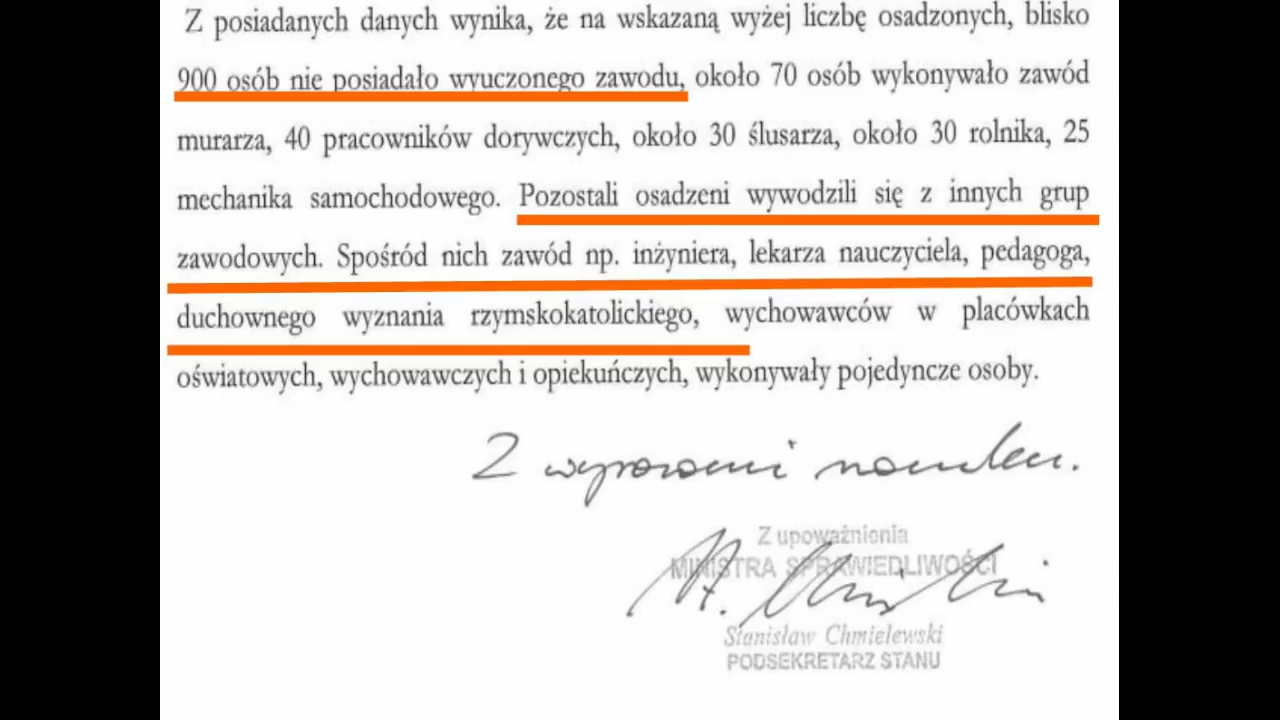 Z posiadanych danych wynika, że na wskazaną wyżej liczbę osadzonych, blisko
900 osób nie posiadało wyuczonego zawodu, około 70 osób wykonywało zawód
murarza, 40 pracowników dorywczych, około 30 ślusarza, około 30 rolnika, 25
mechanika samochodowego. Pozostali osadzeni wywodzili się z innych grup
zawodowych. Spośród nich zawód np. inżyniera, lekarza nauczyciela, pedagoga,
duchownego wyznania rzymskokatolickiego, wychowawców w placówkach
oświatowych, wychowawczych i opiekuńczych, wykonywały pojedyncze osoby.
Z wyrazami szacunku.
Z upoważnienia
MINISTRA SPRAWIEDLIWOŚCI
Stanisław Chmielewski
PODSEKRETARZ STANU